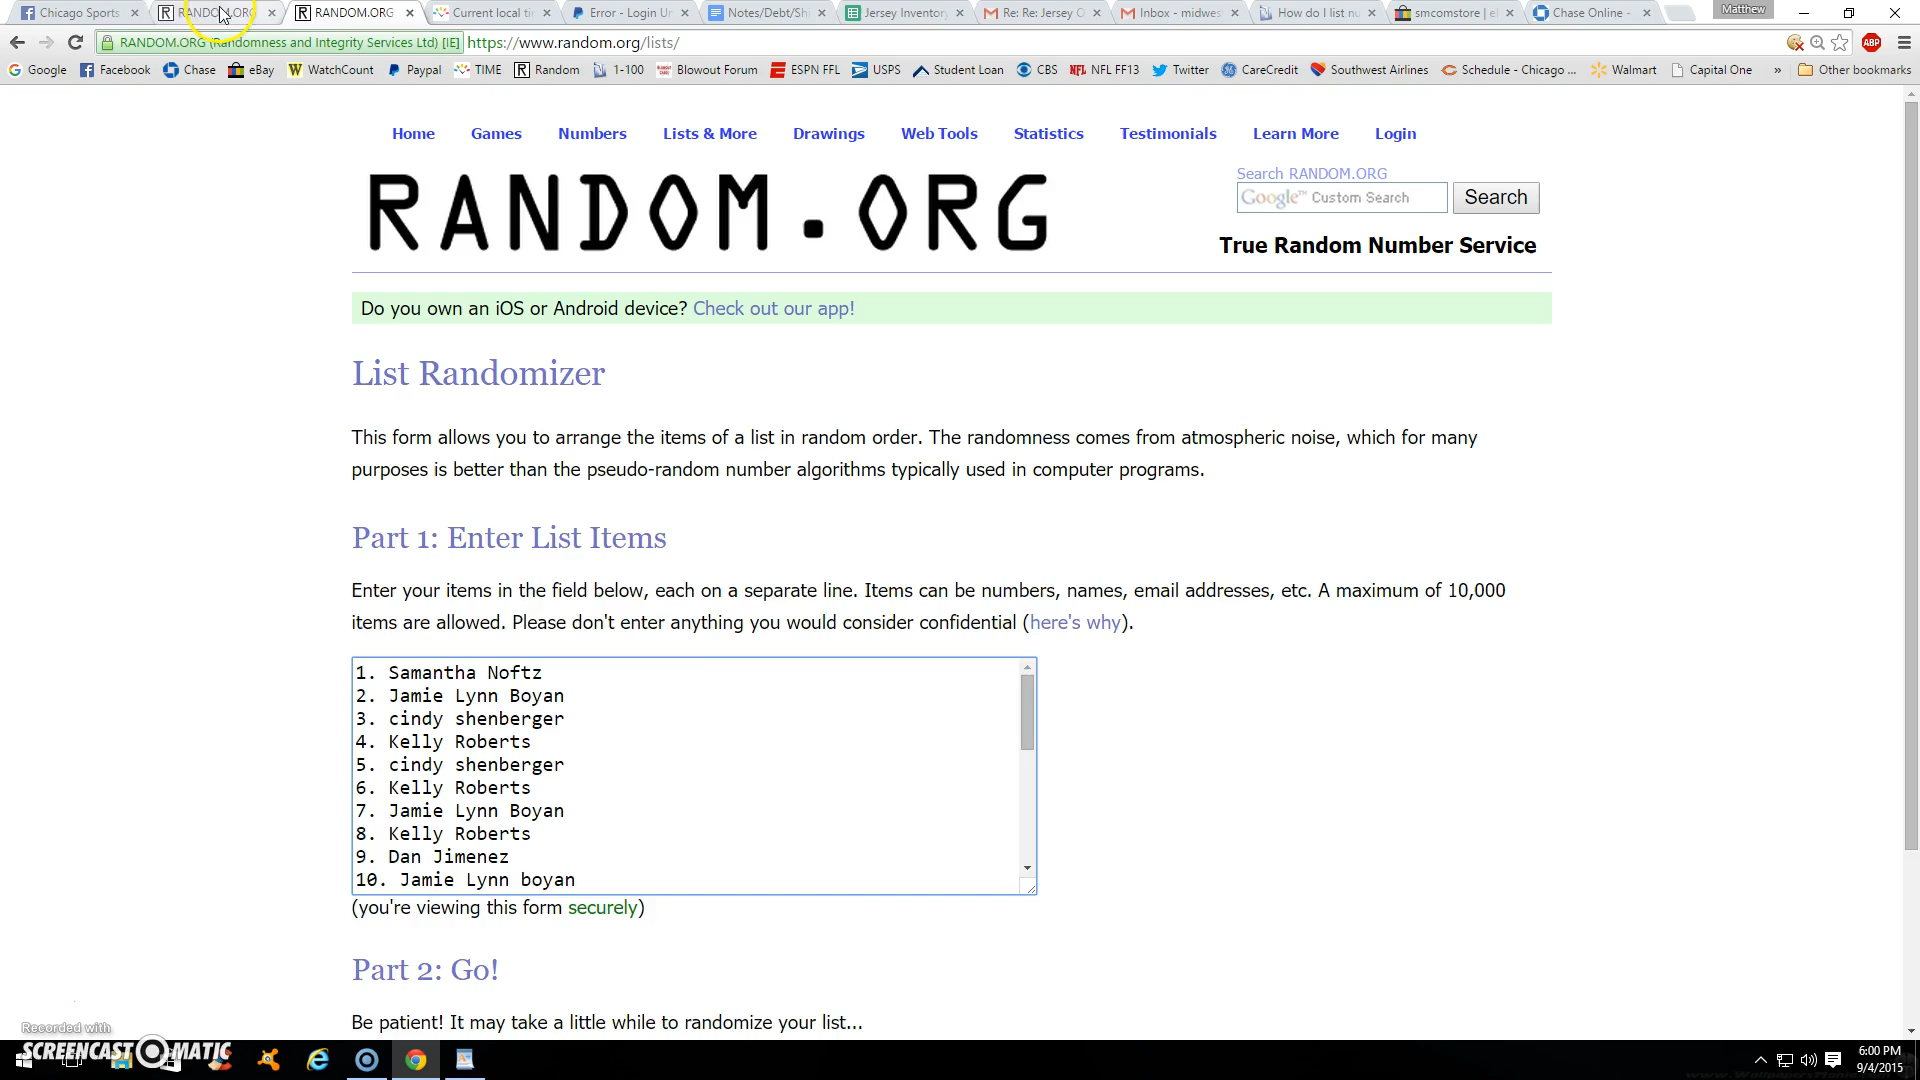 Chicago Sports
RANDOM.ORG
RANDOM.ORG
Current local ti
Error - Login Un
Notes/Debt/Shi
Jersey Inventory
Re: Re: Jersey O
Inbox - midwes
How do I list nu
smcomstore | e
Chase Online -
Matthew
RANDOM.ORG (Randomness and Integrity Services Ltd) [IE] https://www.random.org/lists/
ABP
Google Facebook Chase eBay WatchCount Paypal TIME Random 1-100 Blowout Forum ESPN FFL USPS Student Loan CBS NFL FF13 Twitter CareCredit Southwest Airlines Schedule - Chicago ... Walmart Capital One » Other bookmarks
Home Games Numbers Lists & More Drawings Web Tools Statistics Testimonials Learn More Login
RANDOM.ORG
Search RANDOM.ORG
Google™ Custom Search Search
True Random Number Service
Do you own an iOS or Android device? Check out our app!
List Randomizer
This form allows you to arrange the items of a list in random order. The randomness comes from atmospheric noise, which for many
purposes is better than the pseudo-random number algorithms typically used in computer programs.
Part 1: Enter List Items
Enter your items in the field below, each on a separate line. Items can be numbers, names, email addresses, etc. A maximum of 10,000
items are allowed. Please don't enter anything you would consider confidential (here's why).
1. Samantha Noftz
2. Jamie Lynn Boyan
3. cindy shenberger
4. Kelly Roberts
5. cindy shenberger
6. Kelly Roberts
7. Jamie Lynn Boyan
8. Kelly Roberts
9. Dan Jimenez
10. Jamie Lynn boyan
(you're viewing this form securely)
Part 2: Go!
Be patient! It may take a little while to randomize your list...
Recorded with
SCREENCAST-O-MATIC
6:00 PM
9/4/2015